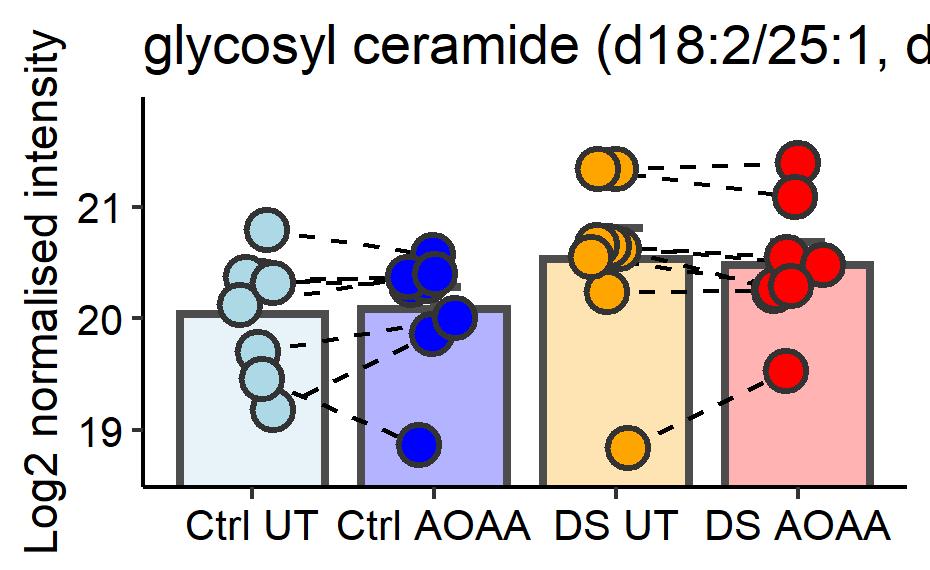 glycosyl ceramide (d18:2/25:1, d
Log2 normalised intensity
21
20
19
Ctrl UT
Ctrl AOAA
DS UT
DS AOAA